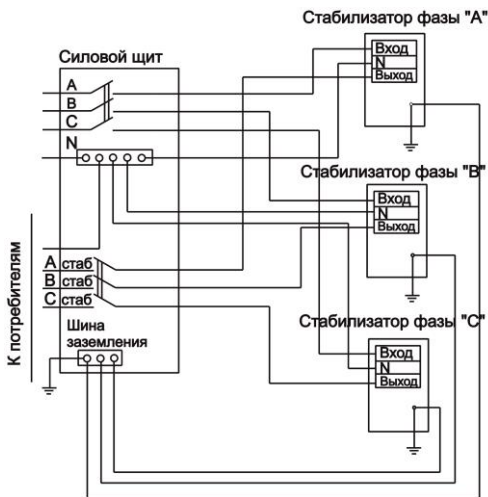 Стабилизатор фазы "А"
Силовой щит
Вход
N
Выход
А
В
С
N
Стабилизатор фазы "В"
Вход
N
Выход
К потребителям
А стаб
В стаб
С стаб
Шина
заземления
Стабилизатор фазы "С"
Вход
N
Выход